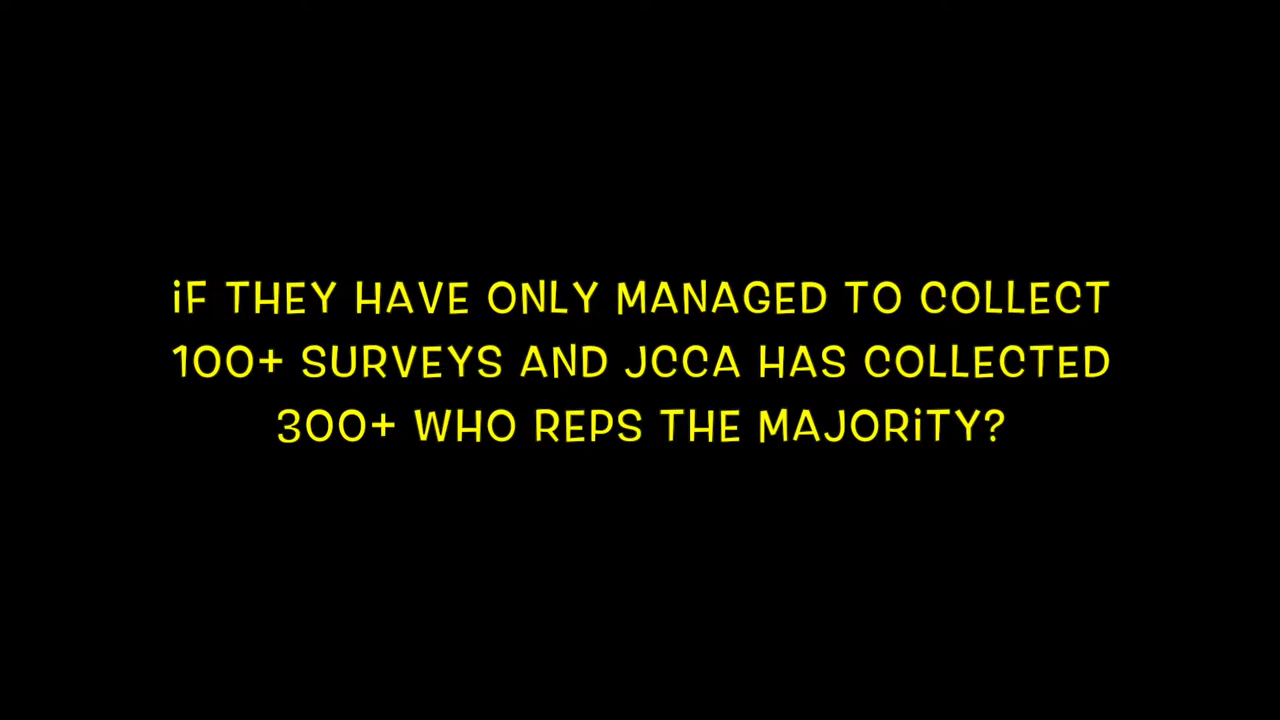 iF THEY HAVE ONLY MANAGED TO COLLECT
100+ SURVEYS AND JCCA HAS COLLECTED
300+ WHO REPS THE MAJORiTY?